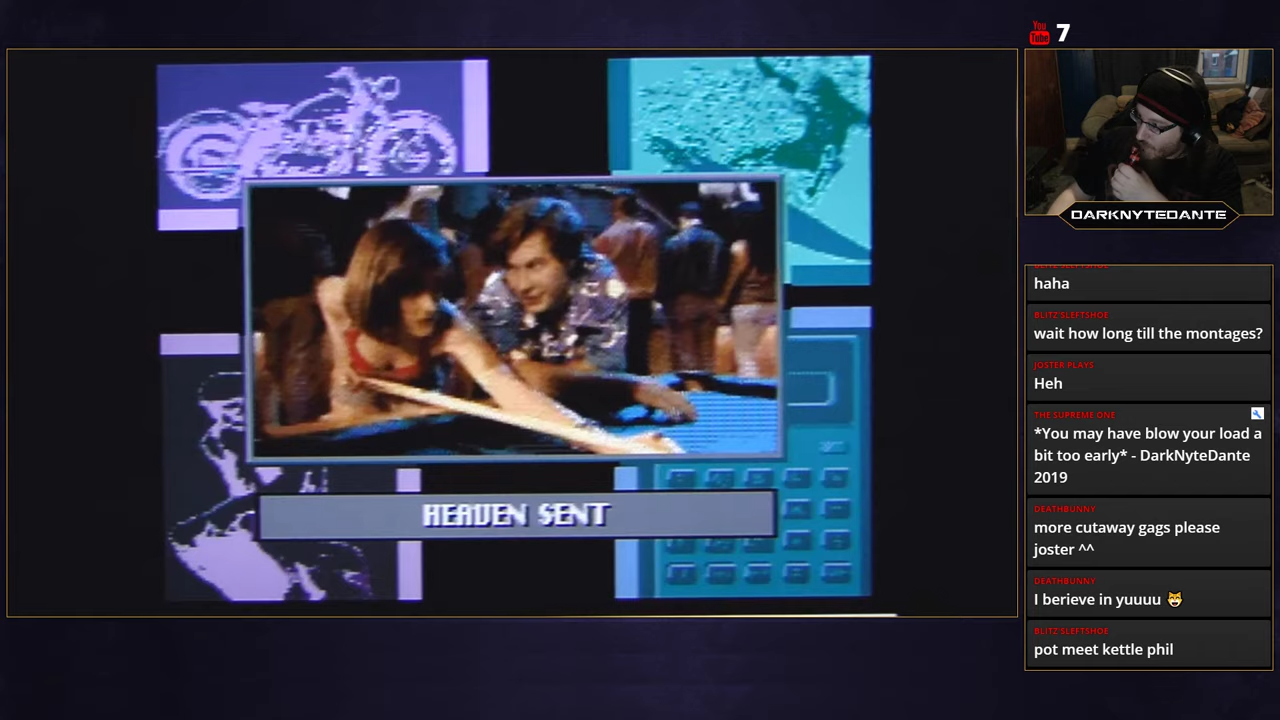 You
Tube
7
DARKNYTEDANTE
haha
BLITZ'SLEFTSHOE
wait how long till the montages?
JOSTER PLAYS
Heh
THE SUPREME ONE
*You may have blow your load a
bit too early* - DarkNyteDante
2019
DEATHBUNNY
more cutaway gags please
joster ^^
DEATHBUNNY
I berieve in yuuuu
BLITZ'SLEFTSHOE
pot meet kettle phil
HEAVEN SENT